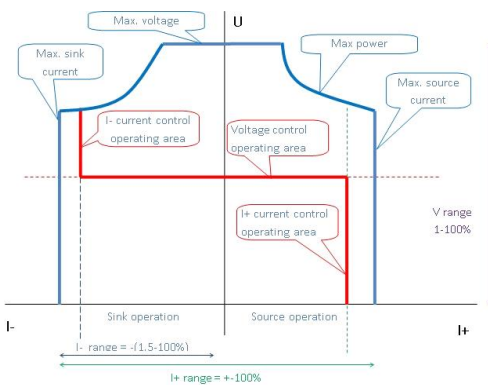 Max. voltage
U
Max. sink
current
Max power
Max. source
current
I- current control
operating area
Voltage control
operating area
I+ current control
operating area
V range
1-100%
Sink operation
Source operation
I-
I+
I- range = -(1.5-100%)
I+ range = +-100%